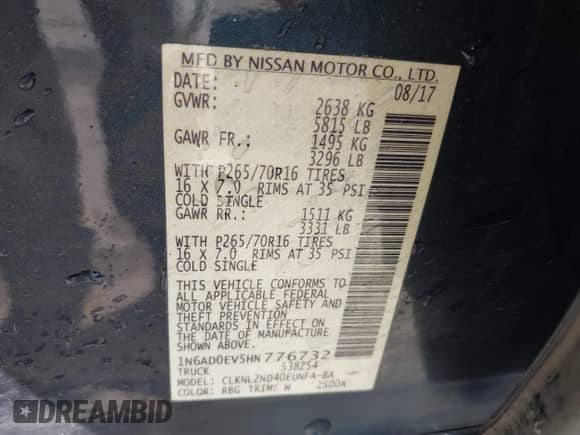 MFD BY NISSAN MOTOR CO., LTD.
DATE: 08/17
GVWR: 2638 KG
5815 LB
GAWR FR.: 1495 KG
3296 LB
WITH P265/70R16 TIRES
16 X 7.0 RIMS AT 35 PSI
COLD SINGLE
GAWR RR.: 1511 KG
3331 LB
WITH P265/70R16 TIRES
16 X 7.0 RIMS AT 35 PSI
COLD SINGLE
THIS VEHICLE CONFORMS TO
ALL APPLICABLE FEDERAL
MOTOR VEHICLE SAFETY AND
THEFT PREVENTION
STANDARDS IN EFFECT ON
THE DATE OF MANUFACTURE
SHOWN ABOVE.
1N6AD0EV5HN776732
TRUCK 538254
MODEL: CLKNL2ND40EUNFA-BA
COLOR: RBG TRIM: W 2500A
DREAMBID
CERTIFIED
DREAMBID